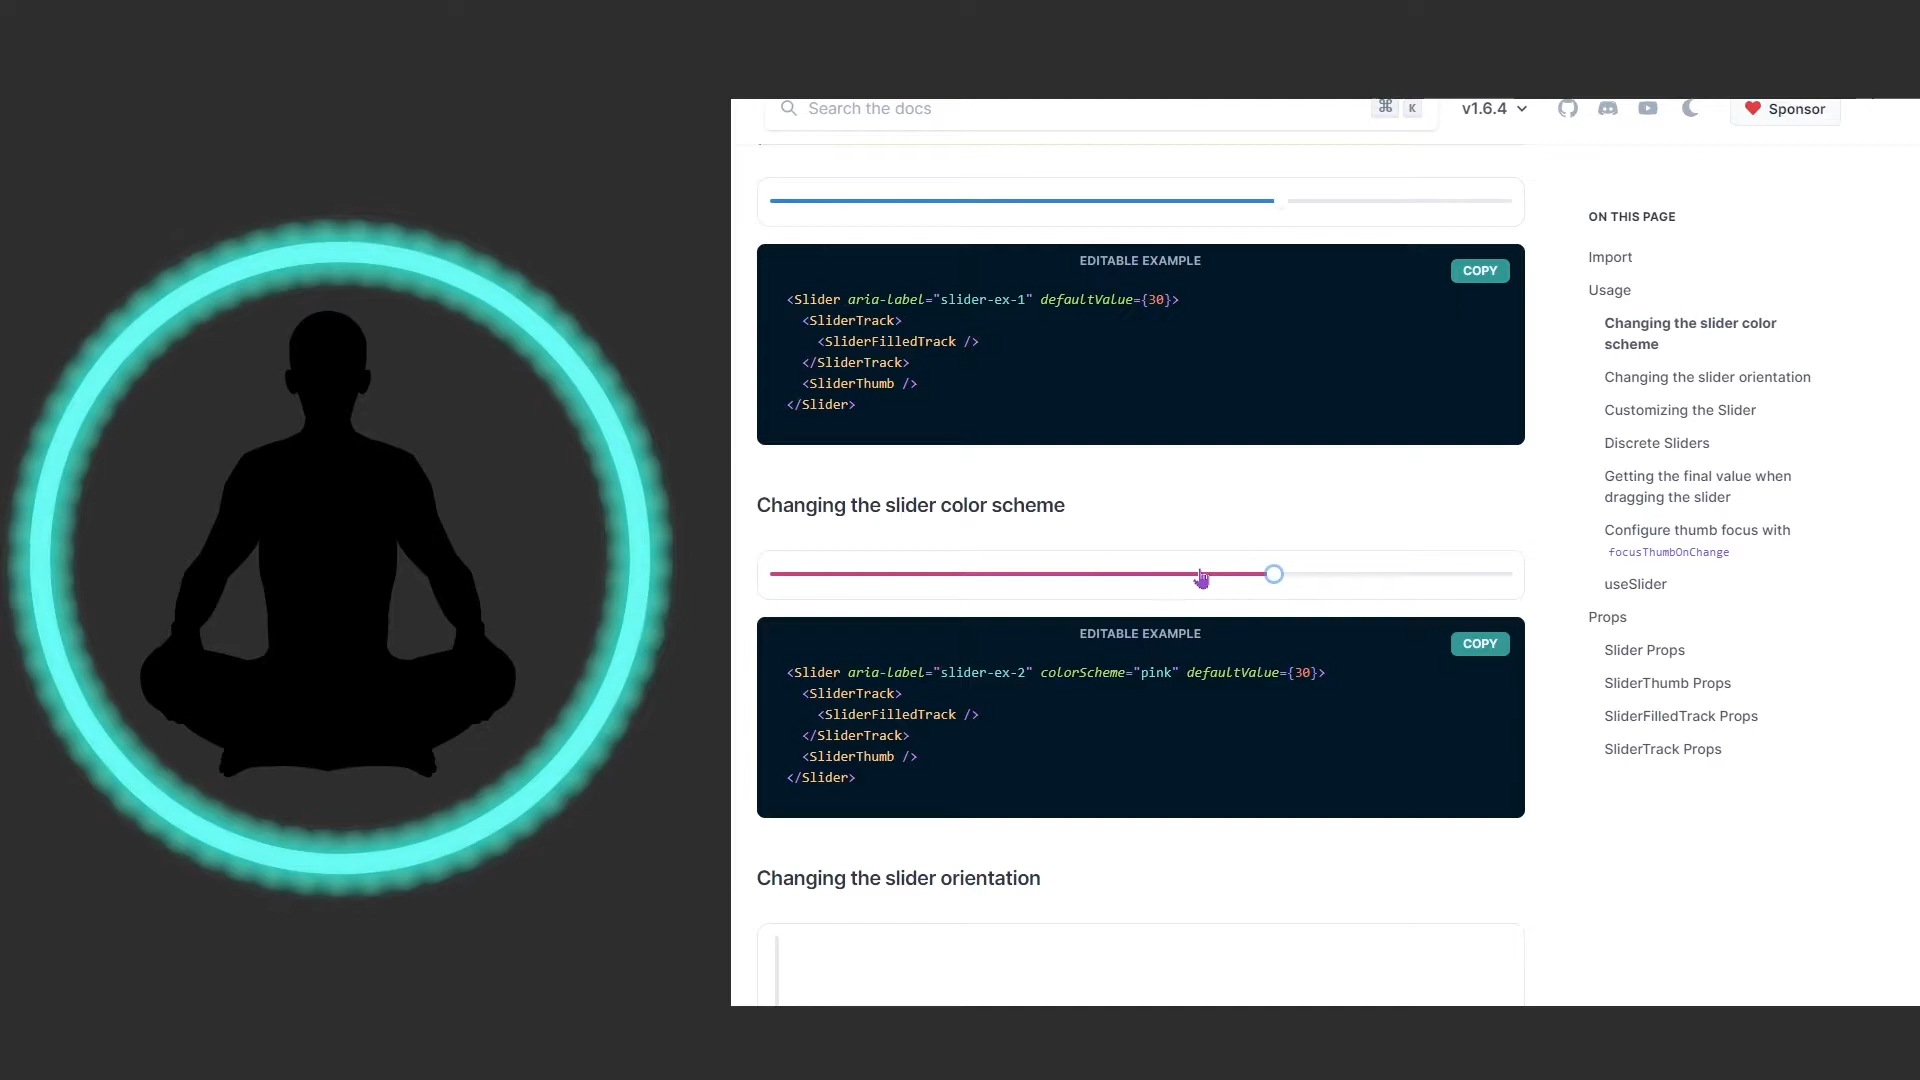 Search the docs
⌘ K
v1.6.4
Sponsor
EDITABLE EXAMPLE
COPY
<Slider aria-label="slider-ex-1" defaultValue={30}>
<SliderTrack>
<SliderFilledTrack />
</SliderTrack>
<SliderThumb />
</Slider>
Changing the slider color scheme
EDITABLE EXAMPLE
COPY
<Slider aria-label="slider-ex-2" colorScheme="pink" defaultValue={30}>
<SliderTrack>
<SliderFilledTrack />
</SliderTrack>
<SliderThumb />
</Slider>
Changing the slider orientation
ON THIS PAGE
Import
Usage
Changing the slider color
scheme
Changing the slider orientation
Customizing the Slider
Discrete Sliders
Getting the final value when
dragging the slider
Configure thumb focus with
focusThumbOnChange
useSlider
Props
Slider Props
SliderThumb Props
SliderFilledTrack Props
SliderTrack Props